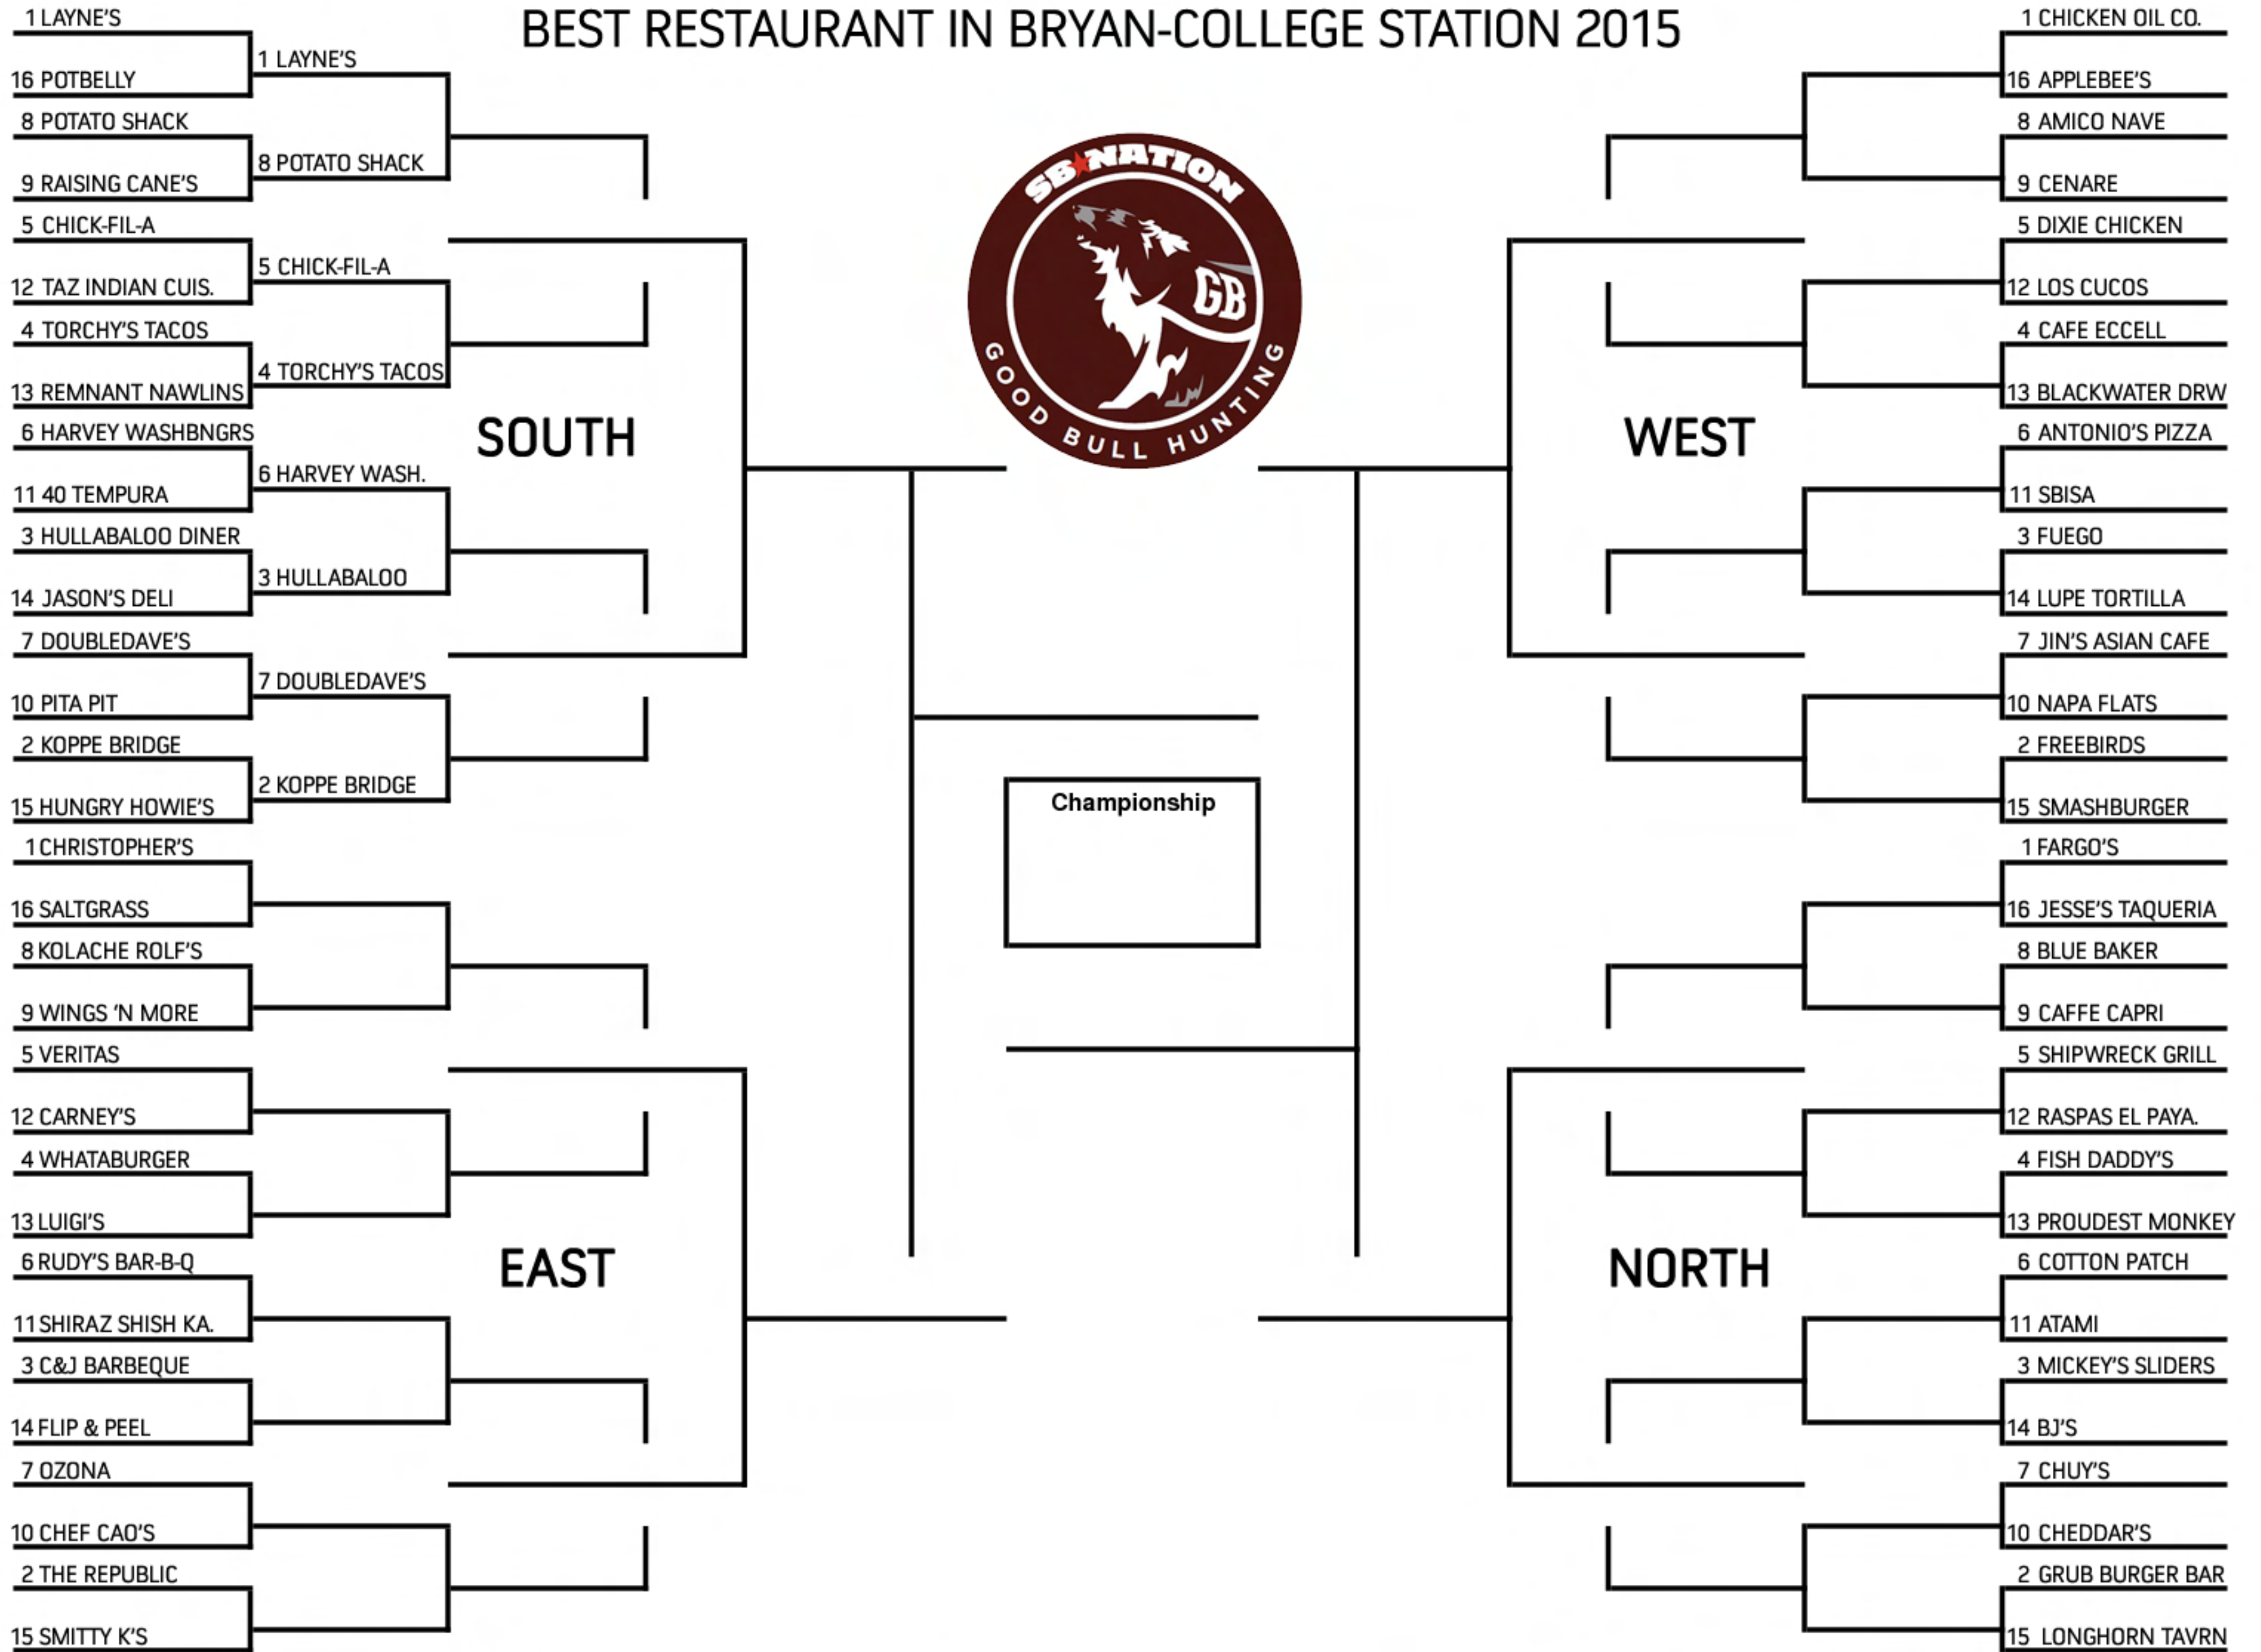 BEST RESTAURANT IN BRYAN-COLLEGE STATION 2015
1 LAYNE'S
16 POTBELLY
8 POTATO SHACK
9 RAISING CANE'S
5 CHICK-FIL-A
12 TAZ INDIAN CUIS.
4 TORCHY'S TACOS
13 REMNANT NAWLINS
6 HARVEY WASHBNGRS
11 40 TEMPURA
3 HULLABALOO DINER
14 JASON'S DELI
7 DOUBLEDAVE'S
10 PITA PIT
2 KOPPE BRIDGE
15 HUNGRY HOWIE'S
1 LAYNE'S
8 POTATO SHACK
5 CHICK-FIL-A
4 TORCHY'S TACOS
6 HARVEY WASH.
3 HULLABALOO
7 DOUBLEDAVE'S
2 KOPPE BRIDGE
SOUTH
1 CHRISTOPHER'S
16 SALTGRASS
8 KOLACHE ROLF'S
9 WINGS 'N MORE
5 VERITAS
12 CARNEY'S
4 WHATABURGER
13 LUIGI'S
6 RUDY'S BAR-B-Q
11 SHIRAZ SHISH KA.
3 C&J BARBEQUE
14 FLIP & PEEL
7 OZONA
10 CHEF CAO'S
2 THE REPUBLIC
15 SMITTY K'S
EAST
SB NATION
GB
GOOD BULL HUNTING
Championship
WEST
1 CHICKEN OIL CO.
16 APPLEBEE'S
8 AMICO NAVE
9 CENARE
5 DIXIE CHICKEN
12 LOS CUCOS
4 CAFE ECCELL
13 BLACKWATER DRW
6 ANTONIO'S PIZZA
11 SBISA
3 FUEGO
14 LUPE TORTILLA
7 JIN'S ASIAN CAFE
10 NAPA FLATS
2 FREEBIRDS
15 SMASHBURGER
NORTH
1 FARGO'S
16 JESSE'S TAQUERIA
8 BLUE BAKER
9 CAFFE CAPRI
5 SHIPWRECK GRILL
12 RASPAS EL PAYA.
4 FISH DADDY'S
13 PROUDEST MONKEY
6 COTTON PATCH
11 ATAMI
3 MICKEY'S SLIDERS
14 BJ'S
7 CHUY'S
10 CHEDDAR'S
2 GRUB BURGER BAR
15 LONGHORN TAVRN